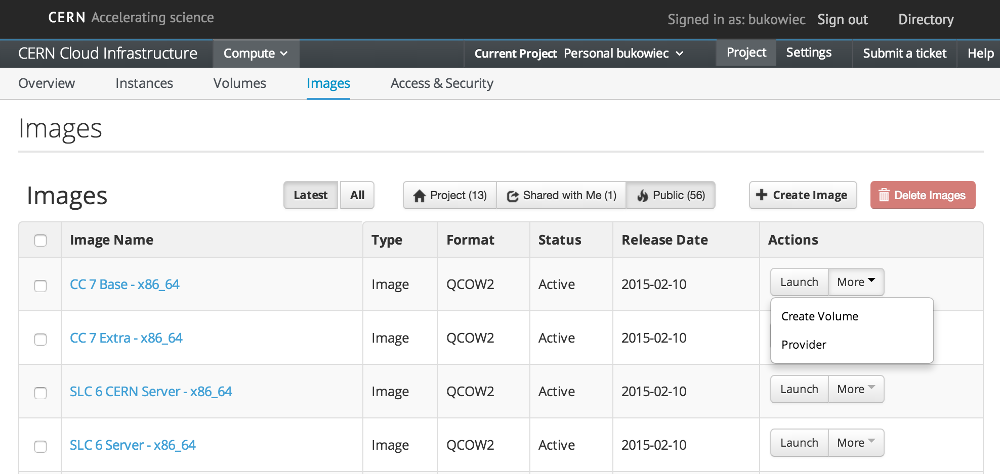 CERN Accelerating science
Signed in as: bukowiec Sign out Directory
CERN Cloud Infrastructure Compute Current Project Personal bukowiec Project Settings Submit a ticket Help
Overview Instances Volumes Images Access & Security
Images
Images Latest All Project (13) Shared with Me (1) Public (56) Create Image Delete Images
Image Name Type Format Status Release Date Actions
CC 7 Base - x86_64 Image QCOW2 Active 2015-02-10 Launch More
Create Volume
CC 7 Extra - x86_64 Image QCOW2 Active 2015-02-10
Provider
SLC 6 CERN Server - x86_64 Image QCOW2 Active 2015-02-10 Launch More
SLC 6 Server - x86_64 Image QCOW2 Active 2015-02-10 Launch More